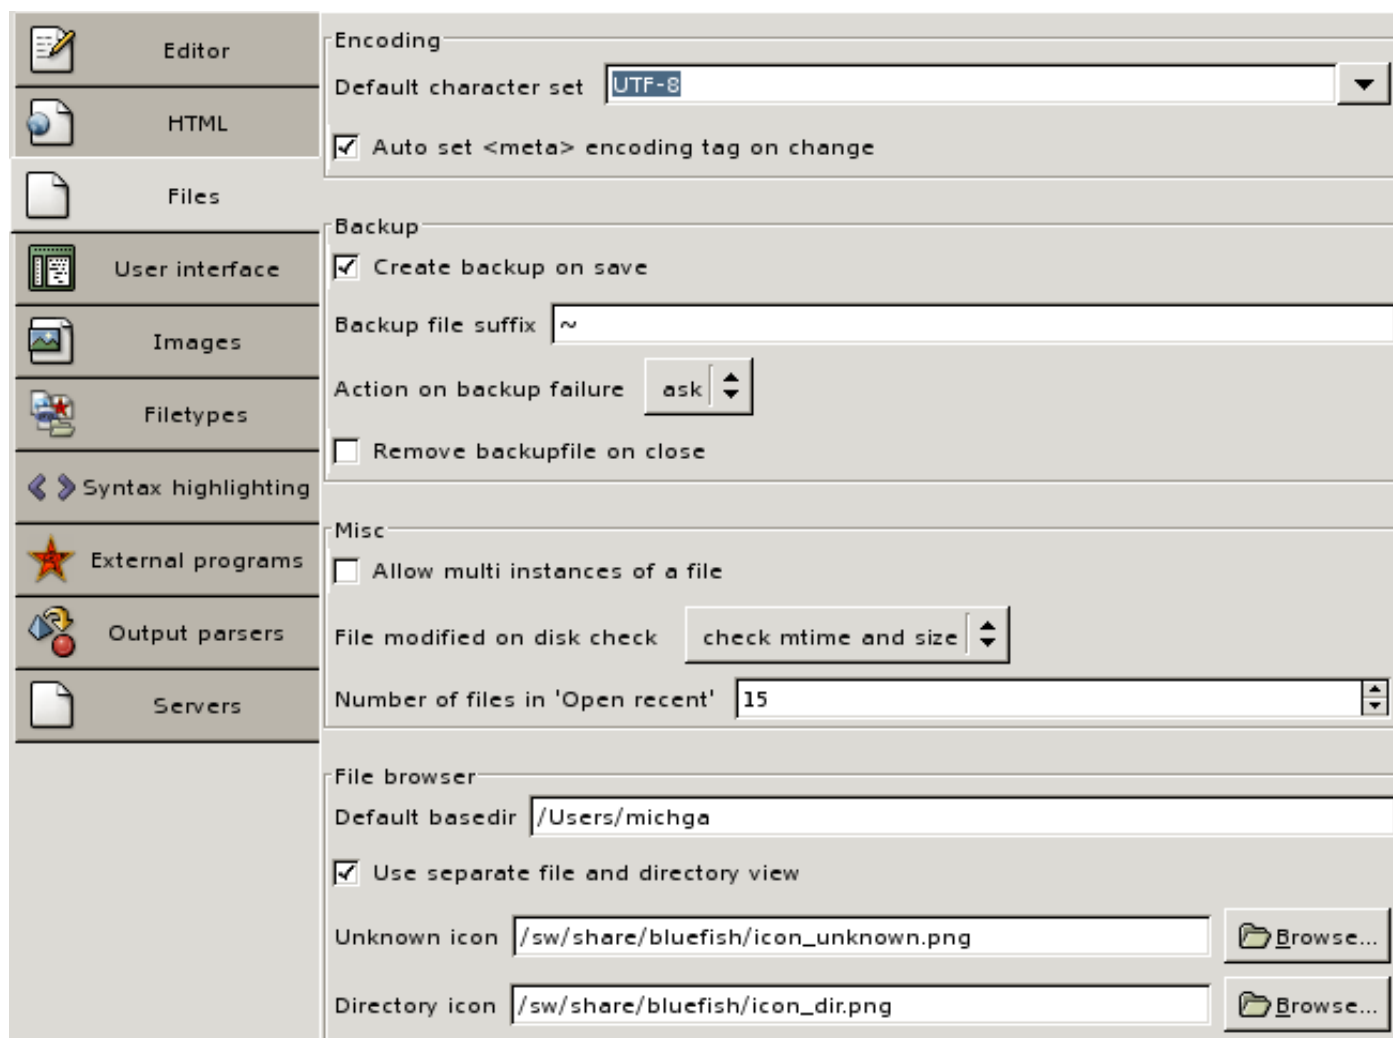 Editor
HTML
Files
User interface
Images
Filetypes
Syntax highlighting
External programs
Output parsers
Servers
Encoding
Default character set UTF-8
Auto set <meta> encoding tag on change
Backup
Create backup on save
Backup file suffix ~
Action on backup failure ask
Remove backupfile on close
Misc
Allow multi instances of a file
File modified on disk check check mtime and size
Number of files in 'Open recent' 15
File browser
Default basedir /Users/michga
Use separate file and directory view
Unknown icon /sw/share/bluefish/icon_unknown.png Browse...
Directory icon /sw/share/bluefish/icon_dir.png Browse...